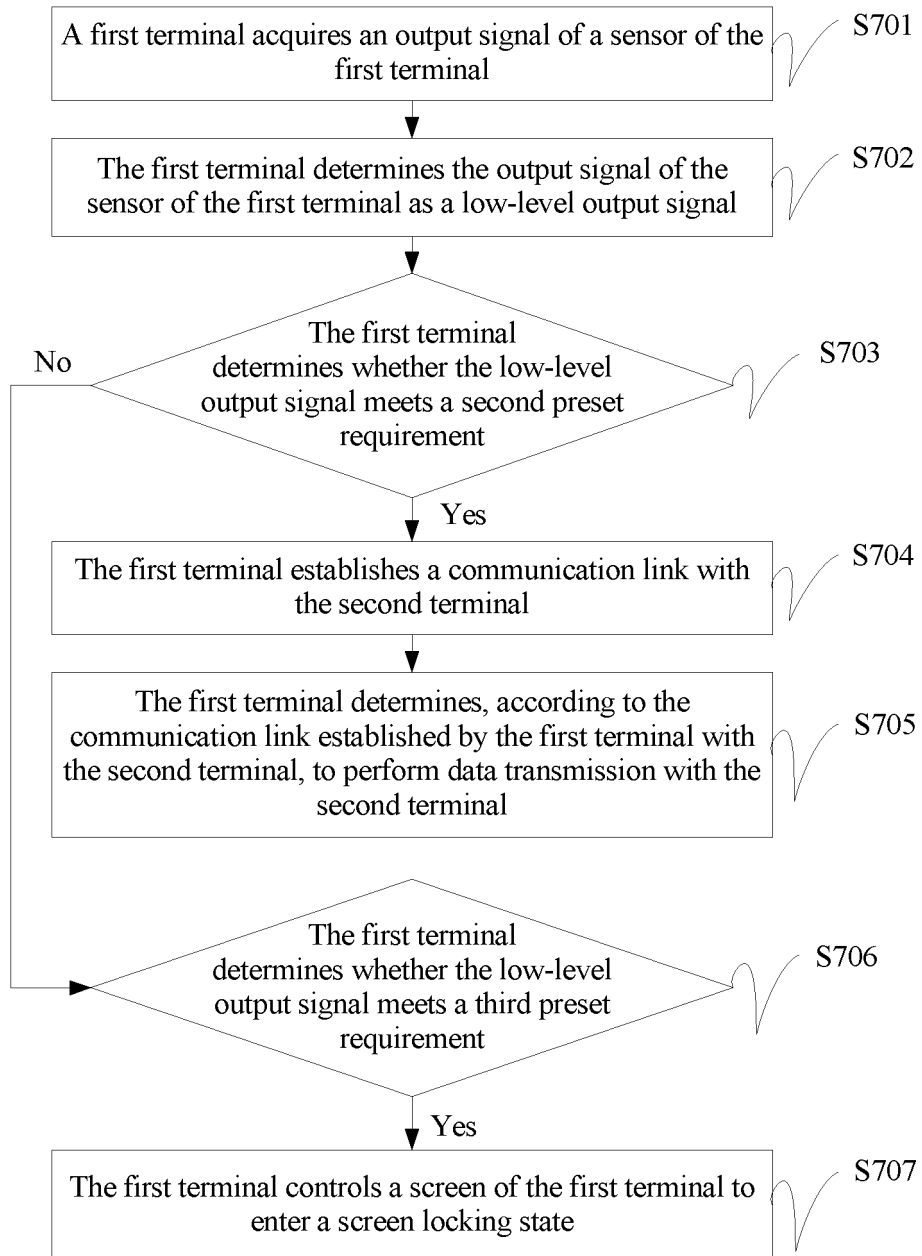 A first terminal acquires an output signal of a sensor of the
first terminal
S701
The first terminal determines the output signal of the
sensor of the first terminal as a low-level output signal
S702
The first terminal
determines whether the low-level
output signal meets a second preset
requirement
S703
No
Yes
The first terminal establishes a communication link with
the second terminal
S704
The first terminal determines, according to the
communication link established by the first terminal with
the second terminal, to perform data transmission with the
second terminal
S705
The first terminal
determines whether the low-level
output signal meets a third preset
requirement
S706
Yes
The first terminal controls a screen of the first terminal to
enter a screen locking state
S707